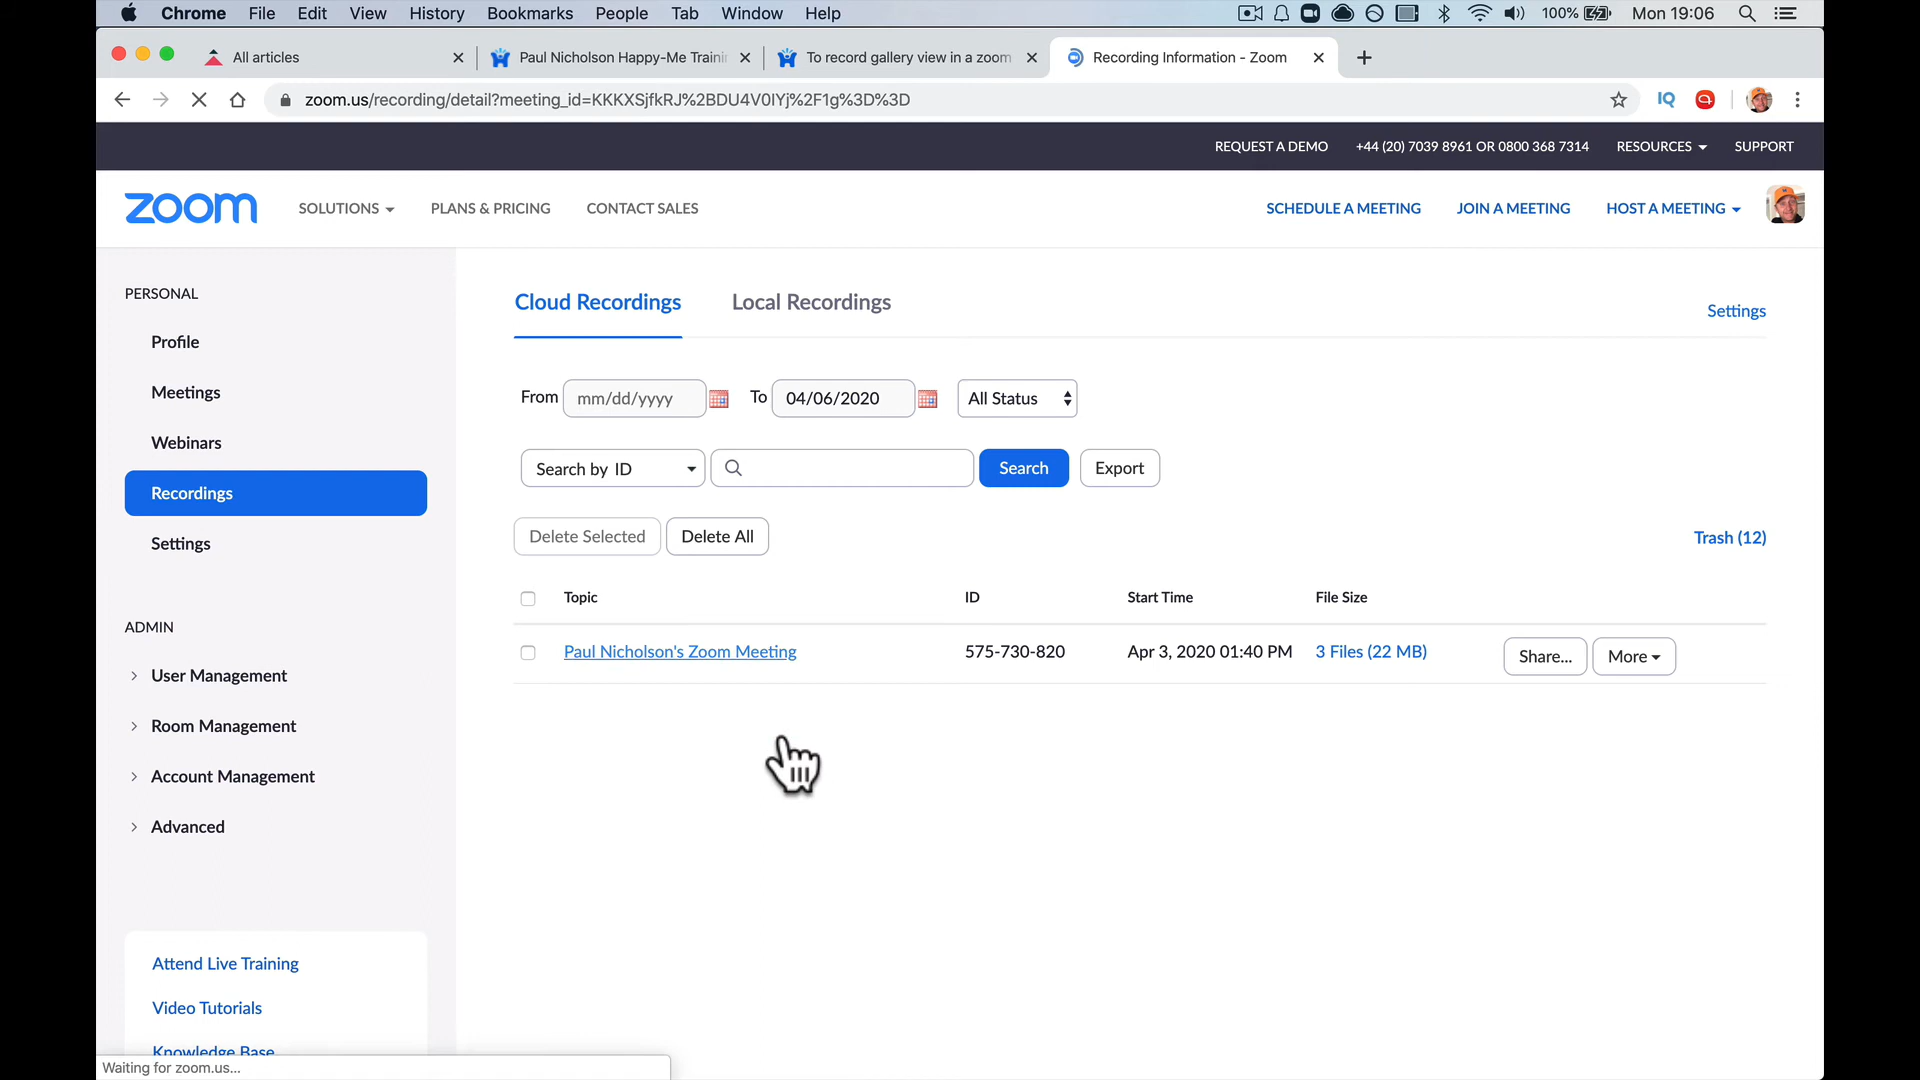 Chrome File Edit View History Bookmarks People Tab Window Help 100% Mon 19:06
All articles Paul Nicholson Happy-Me Traini To record gallery view in a zoom Recording Information - Zoom
zoom.us/recording/detail?meeting_id=KKKXSjfkRJ%2BDU4V0IYj%2F1g%3D%3D IQ
REQUEST A DEMO +44 (20) 7039 8961 OR 0800 368 7314 RESOURCES SUPPORT
zoom SOLUTIONS PLANS & PRICING CONTACT SALES SCHEDULE A MEETING JOIN A MEETING HOST A MEETING
PERSONAL
Profile
Meetings
Webinars
Recordings
Settings
ADMIN
User Management
Room Management
Account Management
Advanced
Attend Live Training
Video Tutorials
Knowledge Base
Cloud Recordings Local Recordings Settings
From mm/dd/yyyy To 04/06/2020 All Status
Search by ID Search Export
Delete Selected Delete All Trash (12)
Topic ID Start Time File Size
Paul Nicholson's Zoom Meeting 575-730-820 Apr 3, 2020 01:40 PM 3 Files (22 MB) Share... More
Waiting for zoom.us...